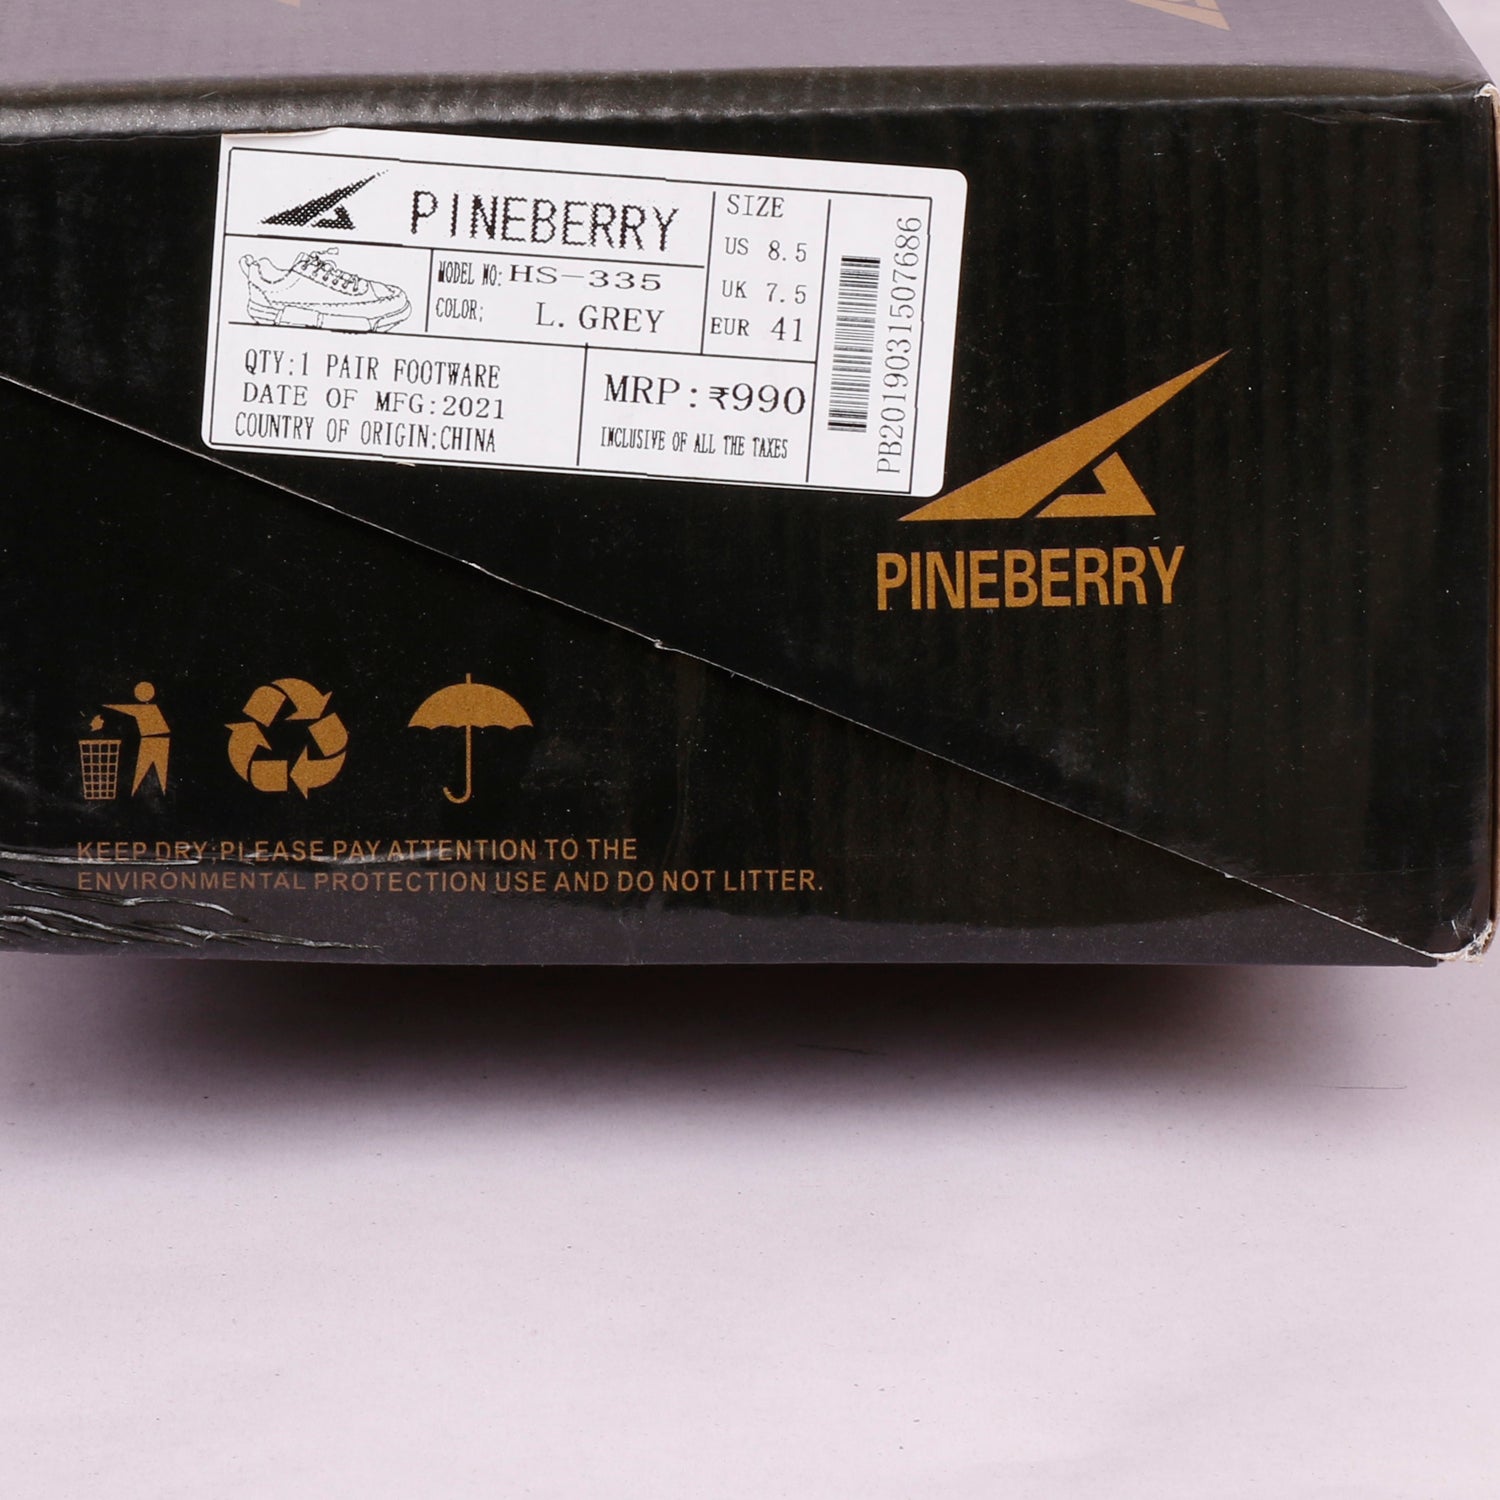 PINEBERRY
MODEL NO: HS-335
COLOR; L. GREY
SIZE
US 8.5
UK 7.5
EUR 41
QTY:1 PAIR FOOTWARE
DATE OF MFG:2021
COUNTRY OF ORIGIN:CHINA
MRP:₹990
INCLUSIVE OF ALL THE TAXES
PB2019031507686
PINEBERRY
KEEP DRY;PLEASE PAY ATTENTION TO THE
ENVIRONMENTAL PROTECTION USE AND DO NOT LITTER.